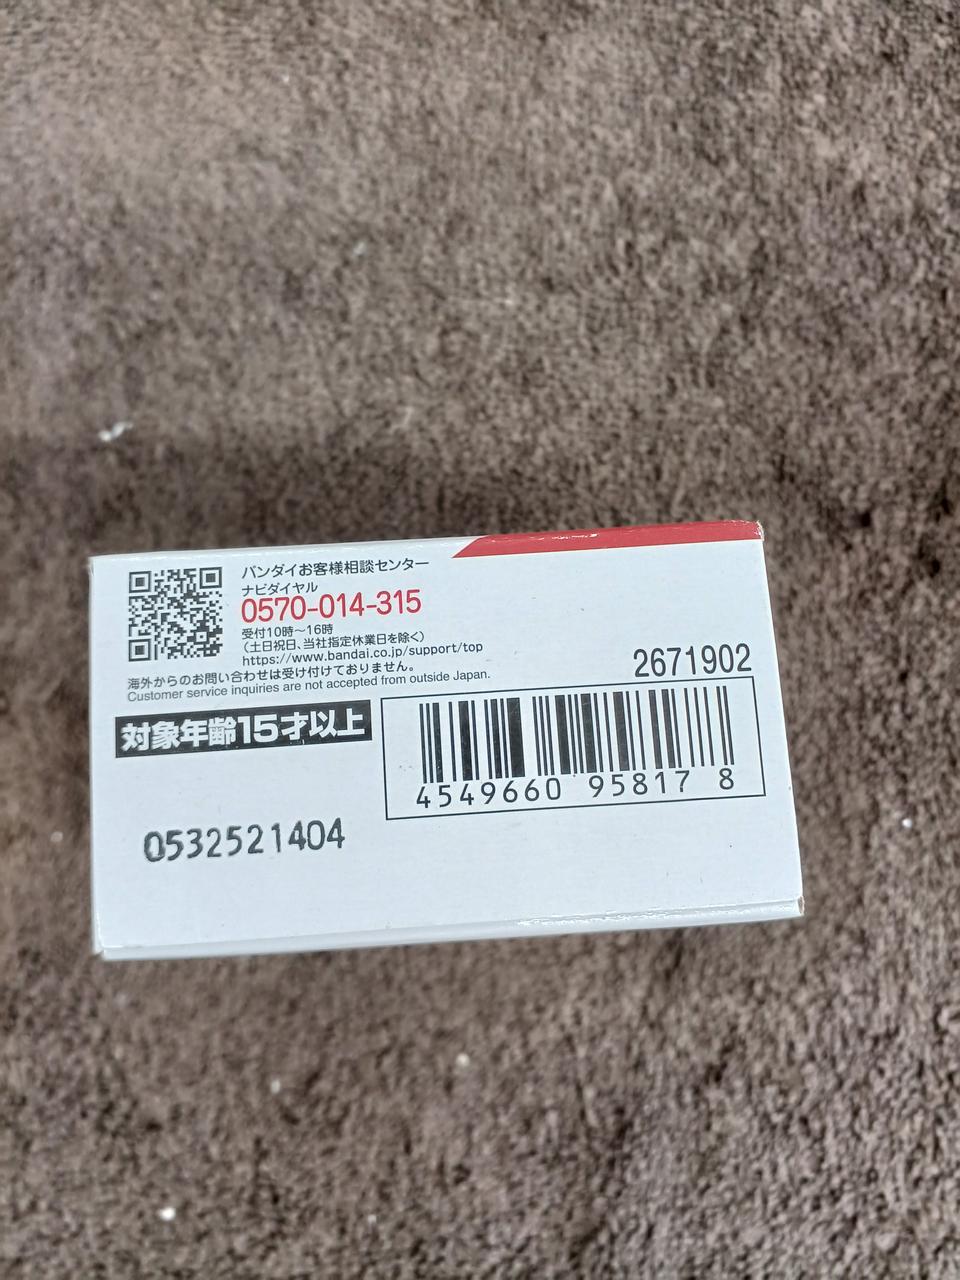 バンダイお客様相談センター
ナビダイヤル
0570-014-315
受付10時～16時
(土日祝日、当社指定休業日を除く)
https://www.bandai.co.jp/support/top
海外からのお問い合わせは受け付けておりません。
Customer service inquiries are not accepted from outside Japan.
2671902
対象年齢15才以上
4549660 95817 8
0532521404